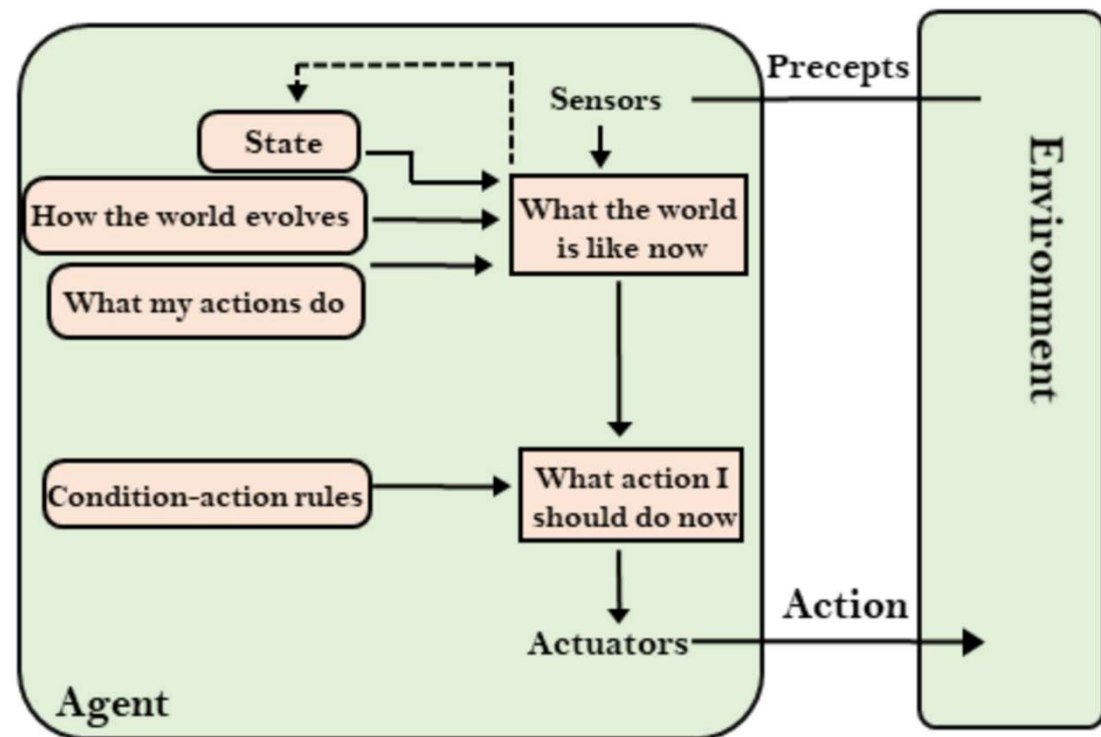 Precepts
Sensors
State
How the world evolves
What the world
is like now
What my actions do
Environment
Condition-action rules
What action I
should do now
Action
Actuators
Agent